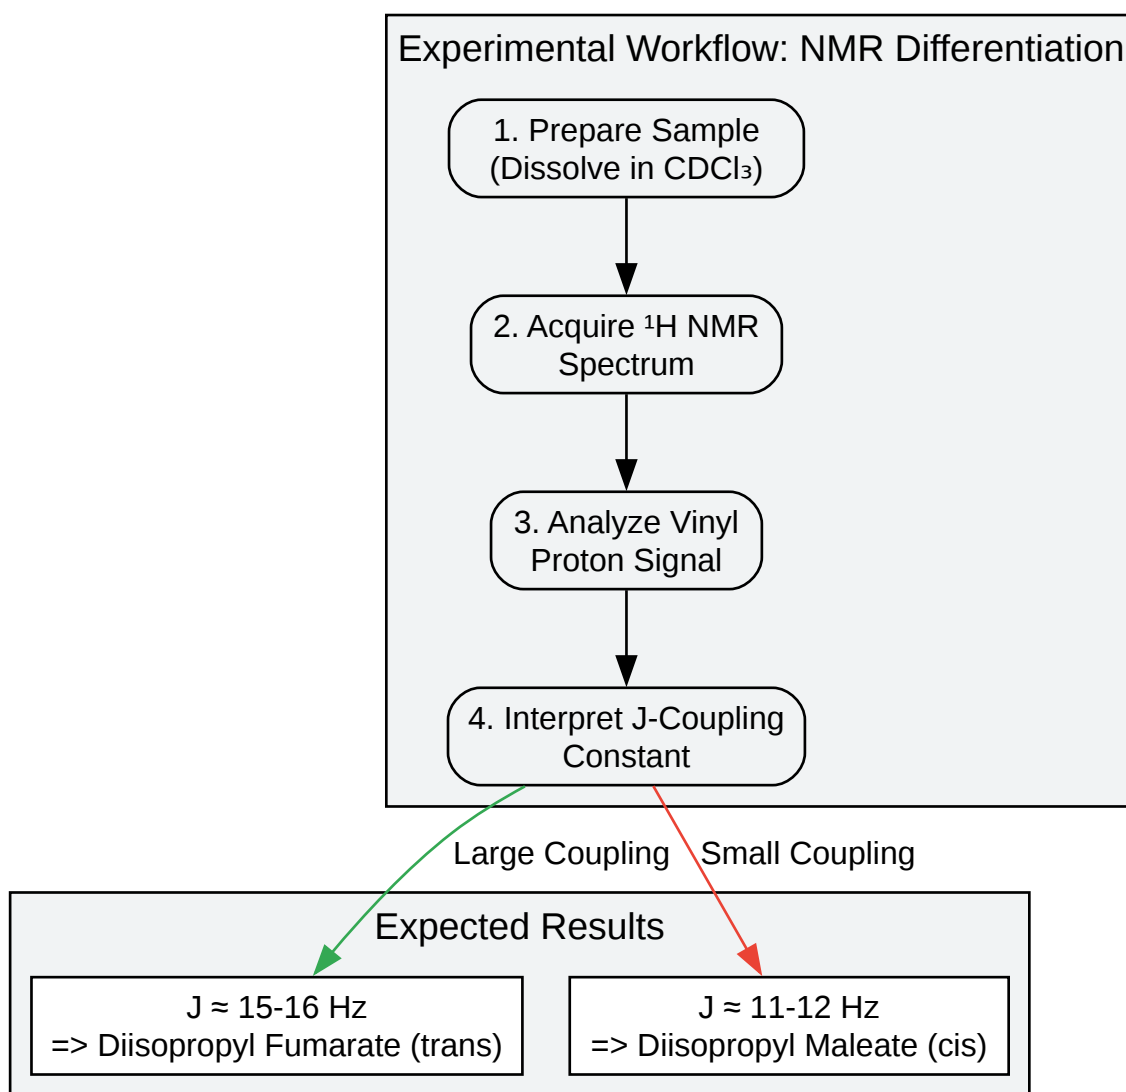 Experimental Workflow: NMR Differentiation
1. Prepare Sample
(Dissolve in CDCl₃)
2. Acquire ¹H NMR
Spectrum
3. Analyze Vinyl
Proton Signal
4. Interpret J-Coupling
Constant
Large Coupling
Small Coupling
Expected Results
J ≈ 15-16 Hz
=> Diisopropyl Fumarate (trans)
J ≈ 11-12 Hz
=> Diisopropyl Maleate (cis)